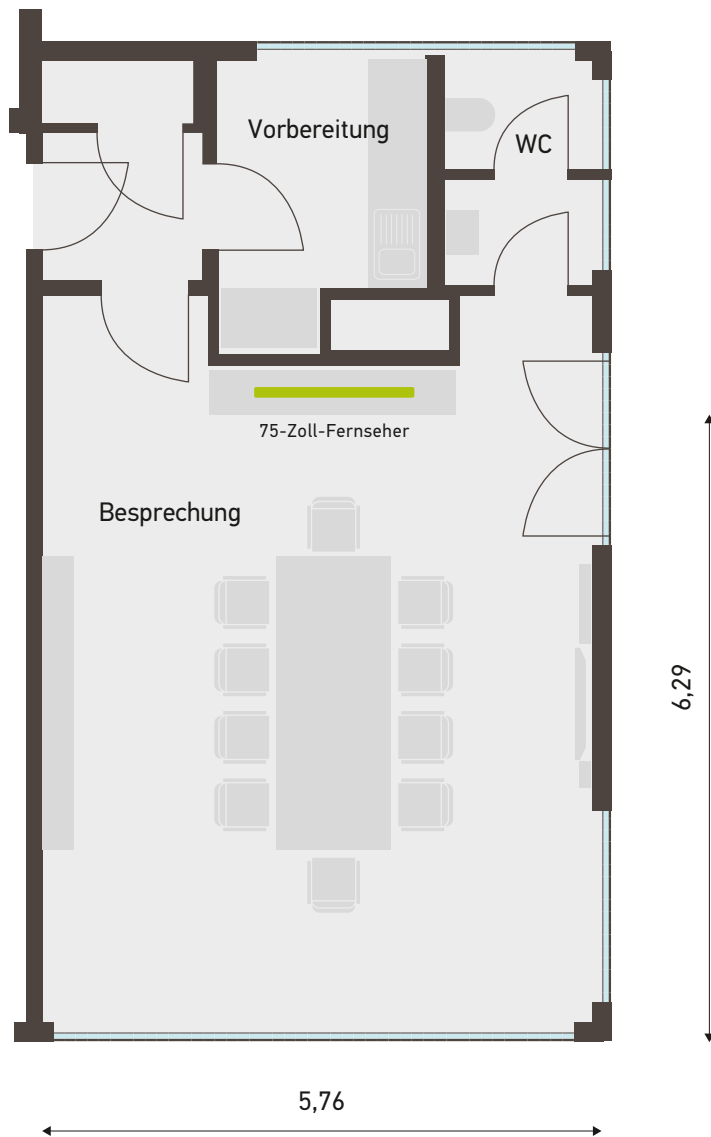 Vorbereitung
WC
75-Zoll-Fernseher
Besprechung
6,29
5,76